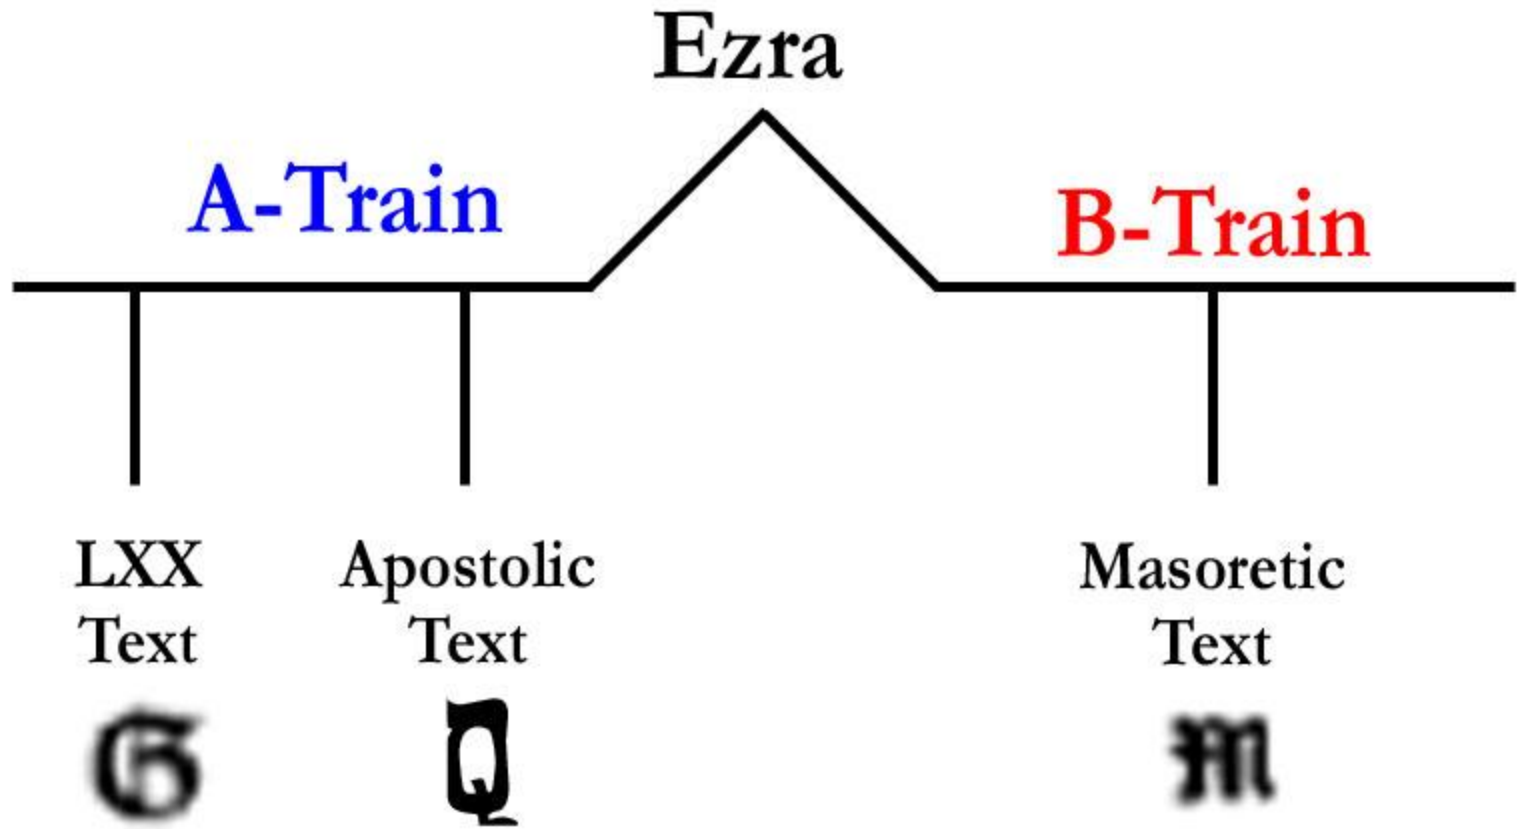 Ezra
A-Train
B-Train
LXX
Text
𝕲
Apostolic
Text
Q
Masoretic
Text
𝕸